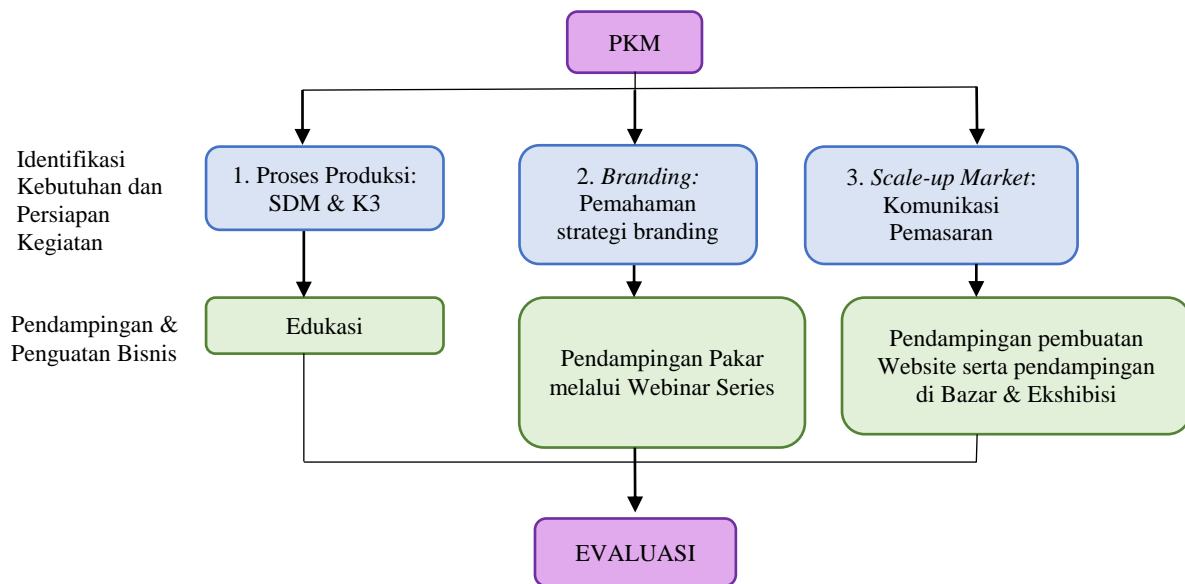 PKM
Identifikasi
Kebutuhan dan
Persiapan
Kegiatan
1. Proses Produksi:
SDM & K3
2. Branding:
Pemahaman
strategi branding
3. Scale-up Market:
Komunikasi
Pemasaran
Pendampingan &
Penguatan Bisnis
Edukasi
Pendampingan Pakar
melalui Webinar Series
Pendampingan pembuatan
Website serta pendampingan
di Bazar & Ekshibisi
EVALUASI